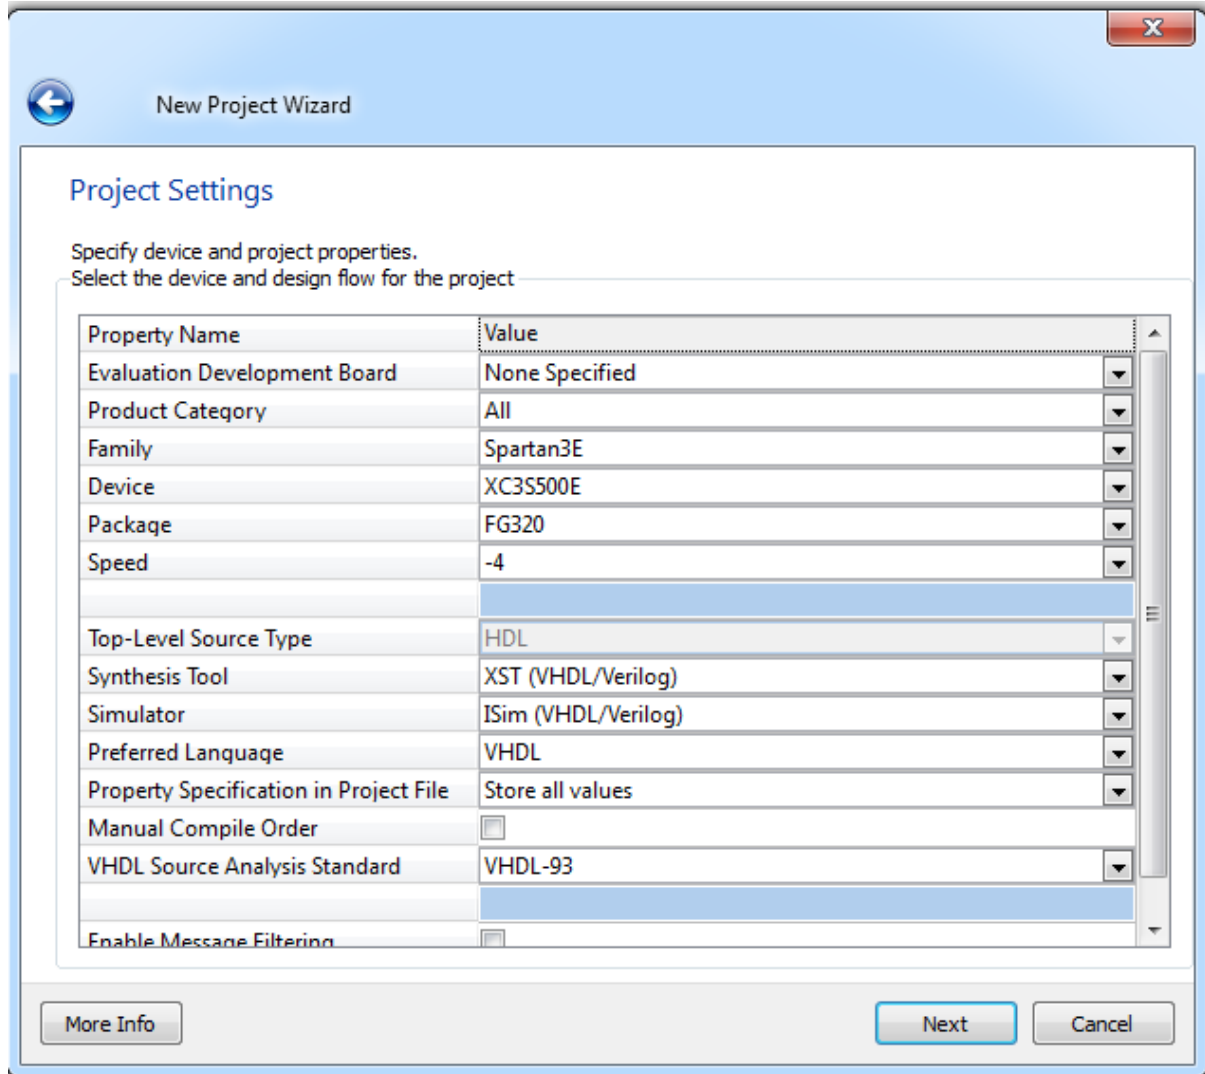 X
New Project Wizard
Project Settings
Specify device and project properties.
Select the device and design flow for the project
Property Name Value
Evaluation Development Board None Specified
Product Category All
Family Spartan3E
Device XC3S500E
Package FG320
Speed -4
Top-Level Source Type HDL
Synthesis Tool XST (VHDL/Verilog)
Simulator ISim (VHDL/Verilog)
Preferred Language VHDL
Property Specification in Project File Store all values
Manual Compile Order
VHDL Source Analysis Standard VHDL-93
Enable Message Filtering
More Info Next Cancel